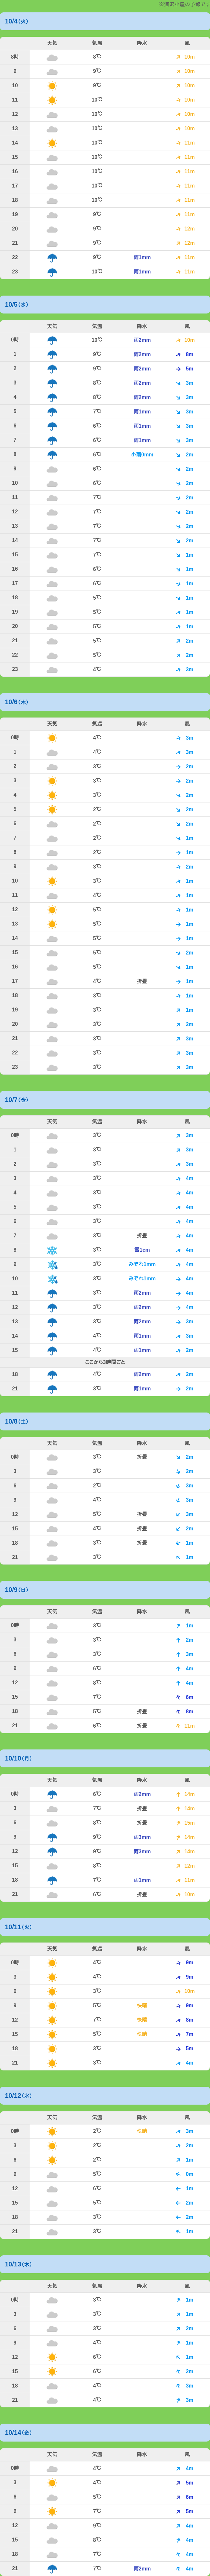 ※風択小屋の予報です
10/4(火)
天気 気温 降水 風
8時 8℃ 10m
9 9℃ 10m
10 9℃ 10m
11 10℃ 10m
12 10℃ 10m
13 10℃ 10m
14 10℃ 11m
15 10℃ 11m
16 10℃ 11m
17 10℃ 11m
18 10℃ 11m
19 9℃ 11m
20 9℃ 12m
21 9℃ 12m
22 9℃ 雨1mm 11m
23 10℃ 雨1mm 11m
10/5(水)
天気 気温 降水 風
0時 10℃ 雨2mm 10m
1 9℃ 雨2mm 8m
2 9℃ 雨2mm 5m
3 8℃ 雨2mm 3m
4 8℃ 雨2mm 3m
5 7℃ 雨1mm 3m
6 6℃ 雨1mm 3m
7 6℃ 雨1mm 3m
8 6℃ 小雨0mm 2m
9 6℃ 2m
10 6℃ 2m
11 7℃ 2m
12 7℃ 2m
13 7℃ 2m
14 7℃ 2m
15 7℃ 1m
16 6℃ 1m
17 6℃ 1m
18 5℃ 1m
19 5℃ 1m
20 5℃ 1m
21 5℃ 2m
22 5℃ 2m
23 4℃ 3m
10/6(木)
天気 気温 降水 風
0時 4℃ 3m
1 4℃ 3m
2 3℃ 3m
3 3℃ 2m
4 3℃ 2m
5 2℃ 2m
6 2℃ 2m
7 2℃ 1m
8 2℃ 1m
9 3℃ 2m
10 3℃ 1m
11 4℃ 1m
12 5℃ 1m
13 5℃ 1m
14 5℃ 1m
15 5℃ 2m
16 5℃ 1m
17 4℃ 折畳 1m
18 3℃ 1m
19 3℃ 1m
20 3℃ 2m
21 3℃ 3m
22 3℃ 3m
23 3℃ 3m
10/7(金)
天気 気温 降水 風
0時 3℃ 3m
1 3℃ 3m
2 3℃ 3m
3 3℃ 4m
4 3℃ 4m
5 3℃ 4m
6 3℃ 4m
7 3℃ 折畳 4m
8 3℃ 雪1cm 4m
9 3℃ みぞれ1mm 4m
10 3℃ みぞれ1mm 4m
11 3℃ 雨2mm 4m
12 3℃ 雨2mm 4m
13 3℃ 雨2mm 3m
14 4℃ 雨1mm 3m
15 4℃ 雨1mm 2m
ここから3時間ごと
18 4℃ 雨2mm 2m
21 3℃ 雨1mm 2m
10/8(土)
天気 気温 降水 風
0時 3℃ 折畳 2m
3 3℃ 2m
6 2℃ 3m
9 4℃ 3m
12 5℃ 折畳 3m
15 4℃ 折畳 2m
18 3℃ 折畳 1m
21 3℃ 1m
10/9(日)
天気 気温 降水 風
0時 3℃ 1m
3 3℃ 2m
6 3℃ 3m
9 6℃ 4m
12 8℃ 4m
15 7℃ 6m
18 5℃ 折畳 8m
21 6℃ 折畳 11m
10/10(月)
天気 気温 降水 風
0時 6℃ 雨2mm 14m
3 7℃ 折畳 14m
6 8℃ 折畳 15m
9 9℃ 雨3mm 14m
12 9℃ 雨3mm 14m
15 8℃ 12m
18 7℃ 雨1mm 11m
21 6℃ 折畳 10m
10/11(火)
天気 気温 降水 風
0時 4℃ 9m
3 4℃ 9m
6 3℃ 10m
9 5℃ 快晴 9m
12 7℃ 快晴 8m
15 5℃ 快晴 7m
18 3℃ 5m
21 3℃ 4m
10/12(水)
天気 気温 降水 風
0時 2℃ 快晴 3m
3 2℃ 2m
6 2℃ 1m
9 5℃ 0m
12 6℃ 1m
15 5℃ 2m
18 3℃ 2m
21 3℃ 1m
10/13(木)
天気 気温 降水 風
0時 3℃ 1m
3 3℃ 1m
6 3℃ 2m
9 4℃ 1m
12 6℃ 1m
15 6℃ 2m
18 4℃ 3m
21 4℃ 3m
10/14(金)
天気 気温 降水 風
0時 4℃ 4m
3 4℃ 5m
6 5℃ 6m
9 7℃ 5m
12 9℃ 4m
15 8℃ 4m
18 7℃ 4m
21 7℃ 雨2mm 4m